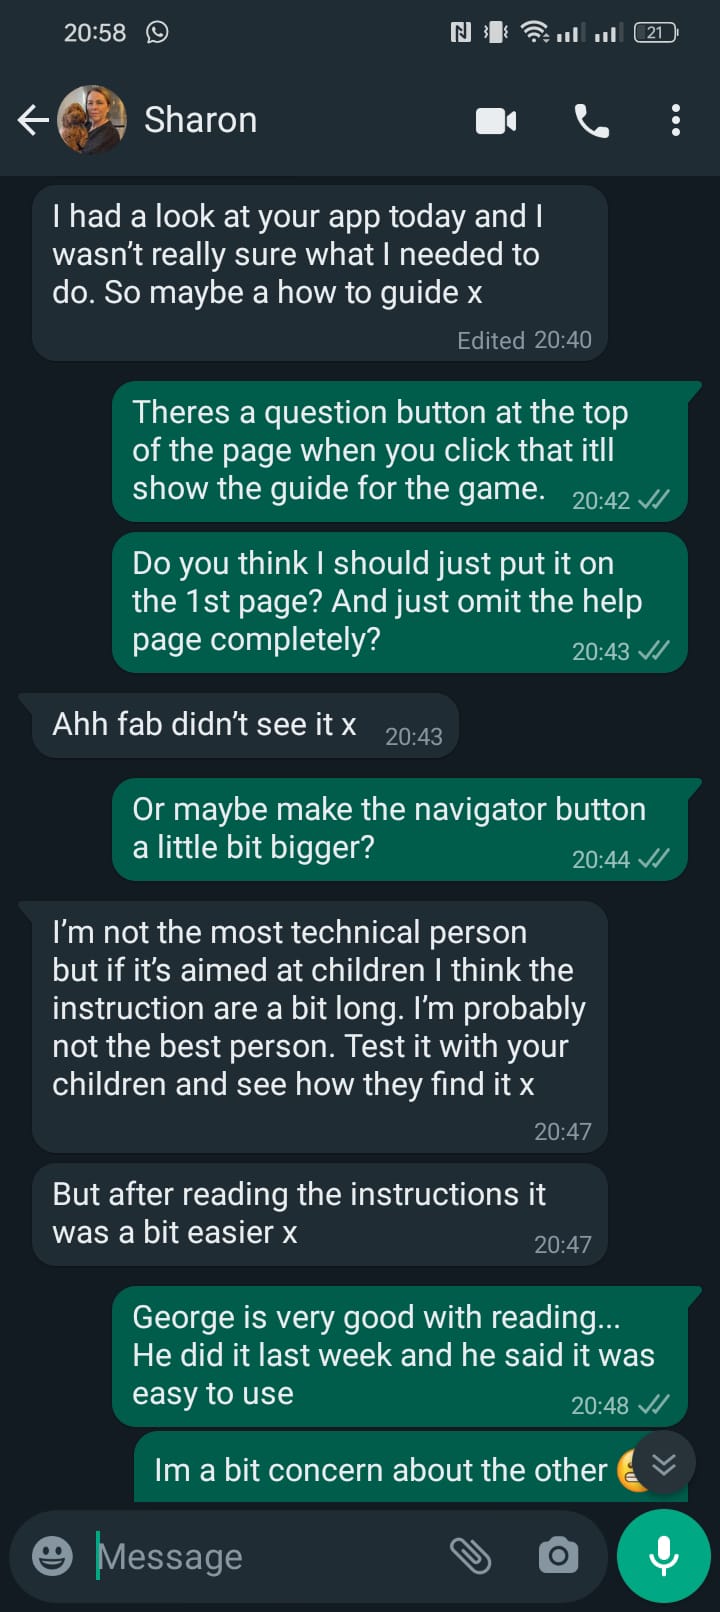 20:58
21
Sharon
I had a look at your app today and I
wasn’t really sure what I needed to
do. So maybe a how to guide x
Edited 20:40
Theres a question button at the top
of the page when you click that itll
show the guide for the game.
20:42
Do you think I should just put it on
the 1st page? And just omit the help
page completely?
20:43
Ahh fab didn’t see it x
20:43
Or maybe make the navigator button
a little bit bigger?
20:44
I’m not the most technical person
but if it’s aimed at children I think the
instruction are a bit long. I’m probably
not the best person. Test it with your
children and see how they find it x
20:47
But after reading the instructions it
was a bit easier x
20:47
George is very good with reading...
He did it last week and he said it was
easy to use
20:48
Im a bit concern about the other
Message